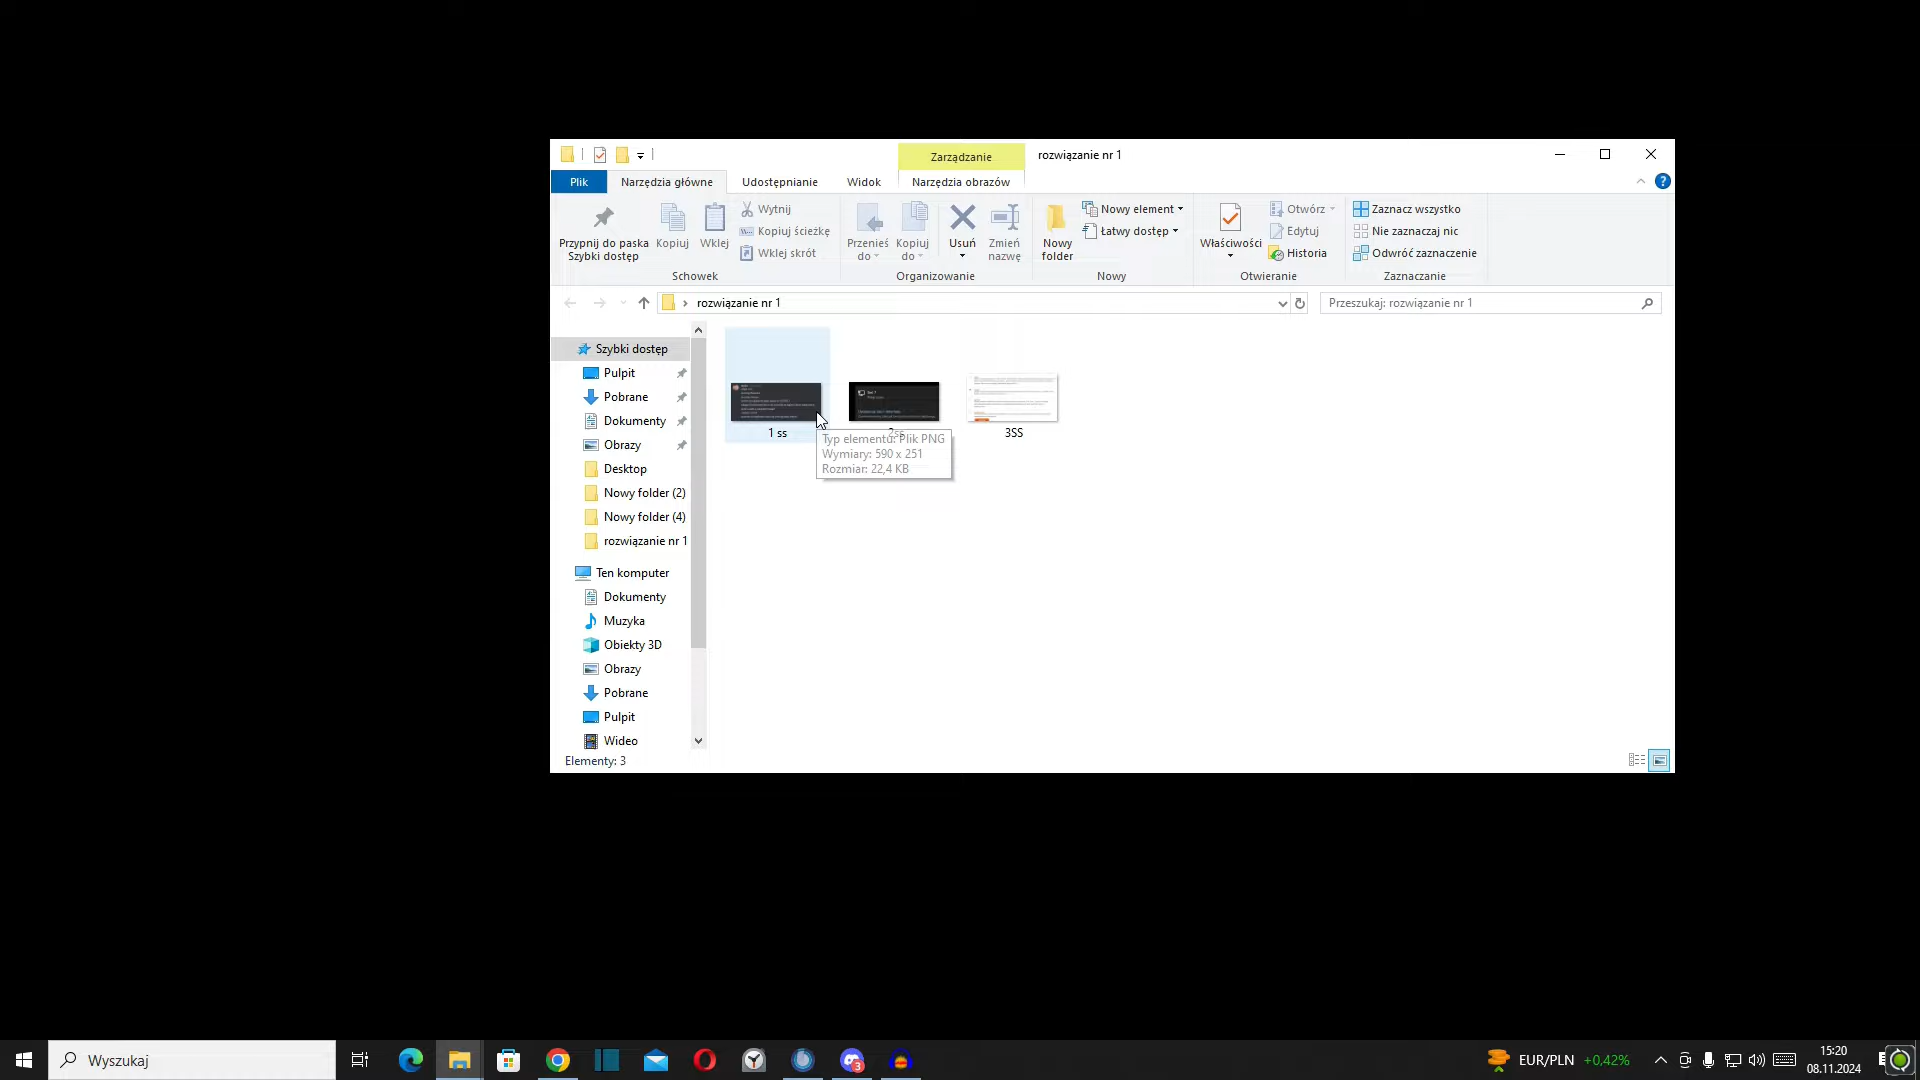 Zarządzanie
rozwiązanie nr 1
Plik
Narzędzia główne
Udostępnianie
Widok
Narzędzia obrazów
Przypnij do paska
Szybki dostęp
Kopiuj
Wklej
Wytnij
Kopiuj ścieżkę
Wklej skrót
Schowek
Przenieś
do
Kopiuj
do
Usuń
Zmień
nazwę
Organizowanie
Nowy
folder
Nowy element
Łatwy dostęp
Nowy
Właściwości
Otwórz
Edytuj
Historia
Otwieranie
Zaznacz wszystko
Nie zaznaczaj nic
Odwróć zaznaczenie
Zaznaczanie
rozwiązanie nr 1
Przeszukaj: rozwiązanie nr 1
Szybki dostęp
Pulpit
Pobrane
Dokumenty
Obrazy
Desktop
Nowy folder (2)
Nowy folder (4)
rozwiązanie nr 1
Ten komputer
Dokumenty
Muzyka
Obiekty 3D
Obrazy
Pobrane
Pulpit
Wideo
1 ss
2ss
3SS
Typ elementu: Plik PNG
Wymiary: 590 x 251
Rozmiar: 22,4 KB
Elementy: 3
Wyszukaj
3
EUR/PLN +0,42%
15:20
08.11.2024